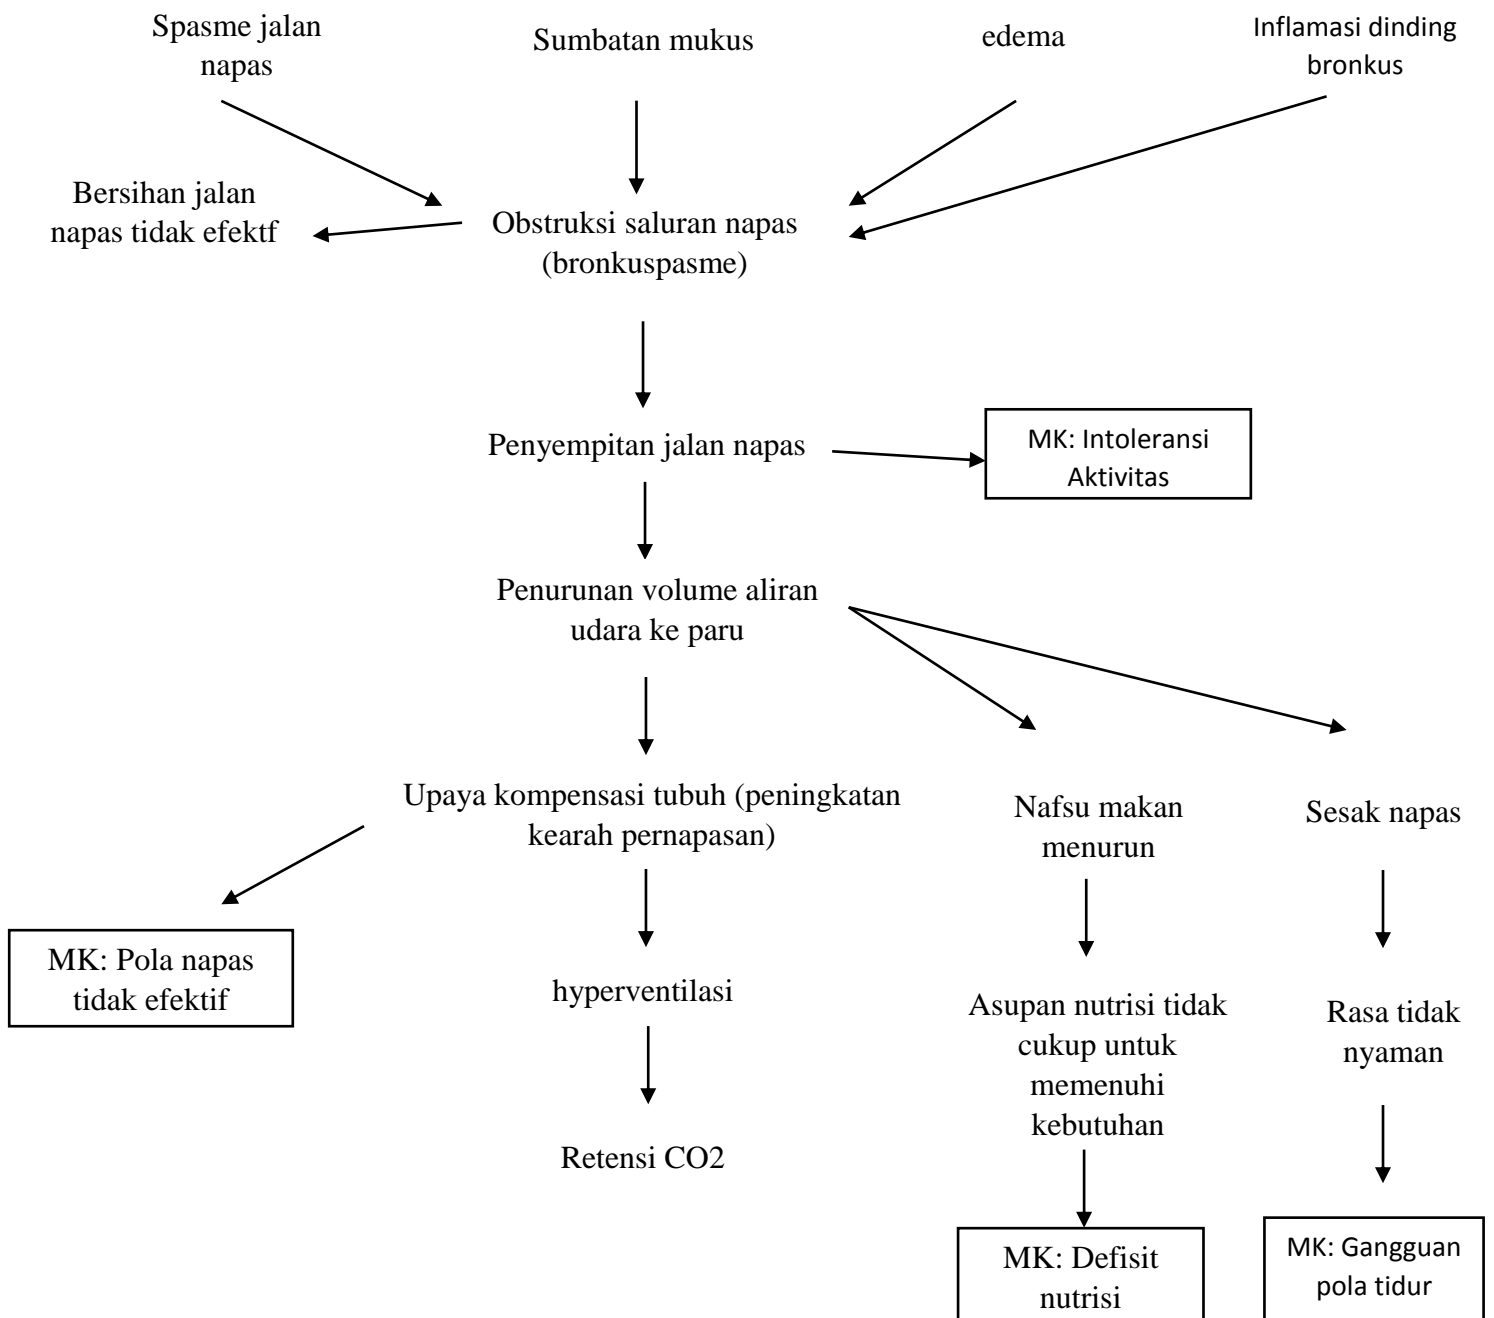 Spasme jalan
napas
Sumbatan mukus
edema
Inflamasi dinding
bronkus
Bersihan jalan
napas tidak efektf
Obstruksi saluran napas
(bronkuspasme)
Penyempitan jalan napas
MK: Intoleransi
Aktivitas
Penurunan volume aliran
udara ke paru
Upaya kompensasi tubuh (peningkatan
kearah pernapasan)
Nafsu makan
menurun
Sesak napas
MK: Pola napas
tidak efektif
hyperventilasi
Asupan nutrisi tidak
cukup untuk
memenuhi
kebutuhan
Rasa tidak
nyaman
Retensi CO2
MK: Defisit
nutrisi
MK: Gangguan
pola tidur